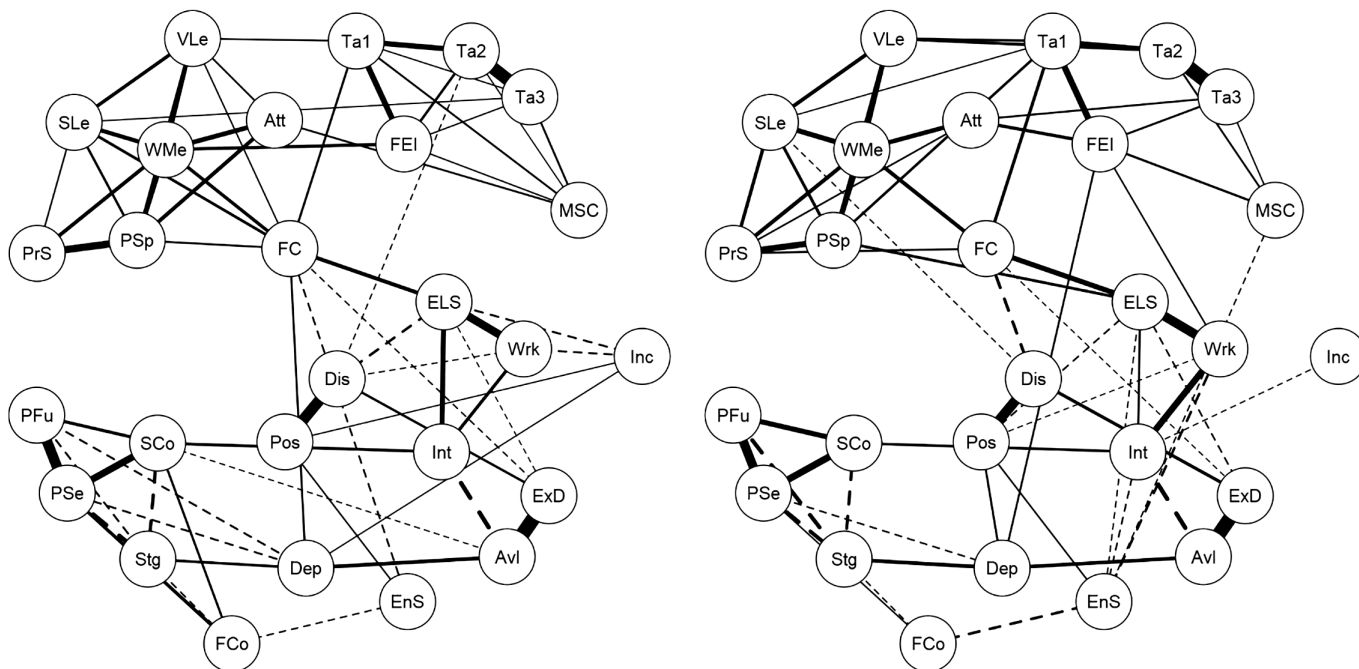 VLe
Ta1
Ta2
Ta3
SLe
Att
WMe
FEI
MSC
PrS
PSp
FC
ELS
Wrk
Inc
Dis
PFu
SCo
Pos
Int
PSe
ExD
Stg
Dep
Avl
EnS
FCo
VLe
Ta1
Ta2
Ta3
SLe
Att
WMe
FEI
MSC
PrS
PSp
FC
ELS
Wrk
Inc
Dis
PFu
SCo
Pos
Int
PSe
ExD
Stg
Dep
Avl
EnS
FCo